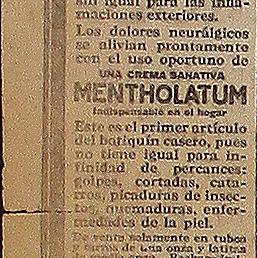 sin igual para las infla-
maciones exteriores.
Los dolores neurálgicos
se alivian prontamente
con el uso oportuno de
UNA CREMA SANATIVA
MENTHOLATUM
Indispensable en el hogar
Este es el primer artículo
del botiquín casero, pues
no tiene igual para in-
finidad de percances:
golpes, cortadas, cata-
rros, picaduras de insec-
tos, quemaduras, enfer-
medades de la piel.
De venta solamente en tubos
y tarros de una onza y latitas